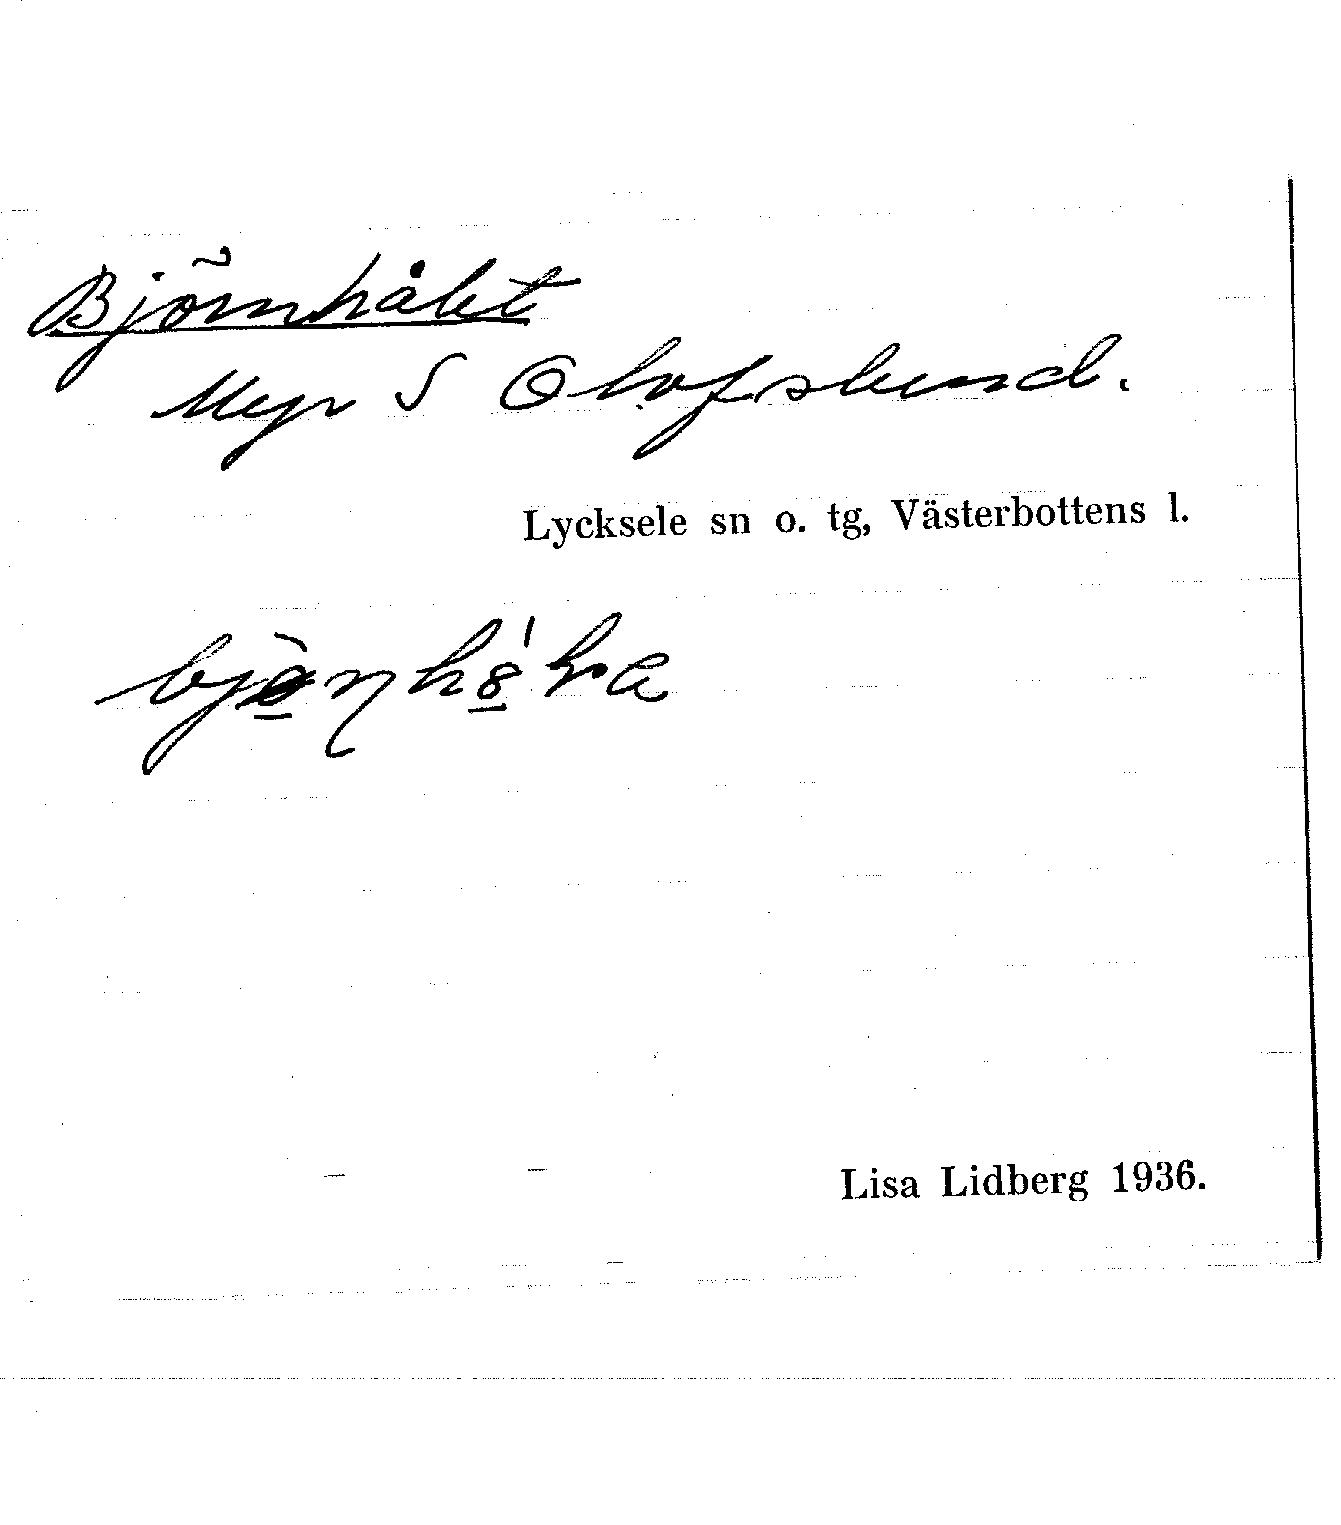 Björnhålet
Myr S Olofslund.
Lycksele sn o. tg, Västerbottens l.
Lisa Lidberg 1936.